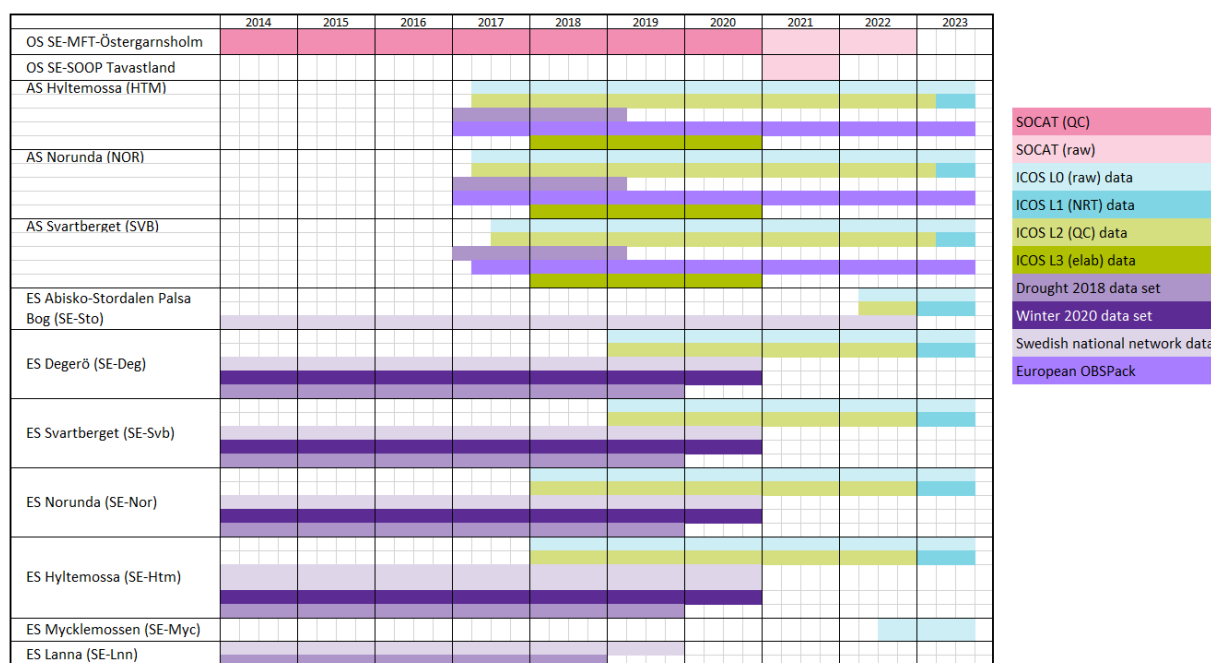 2014 2015 2016 2017 2018 2019 2020 2021 2022 2023
OS SE-MFT-Östergarnsholm
OS SE-SOOP Tavastland
AS Hyltemossa (HTM)
AS Norunda (NOR)
AS Svartberget (SVB)
ES Abisko-Stordalen Palsa
Bog (SE-Sto)
ES Degerö (SE-Deg)
ES Svartberget (SE-Svb)
ES Norunda (SE-Nor)
ES Hyltemossa (SE-Htm)
ES Mycklemossen (SE-Myc)
ES Lanna (SE-Lnn)
SOCAT (QC)
SOCAT (raw)
ICOS L0 (raw) data
ICOS L1 (NRT) data
ICOS L2 (QC) data
ICOS L3 (elab) data
Drought 2018 data set
Winter 2020 data set
Swedish national network data
European OBSPack